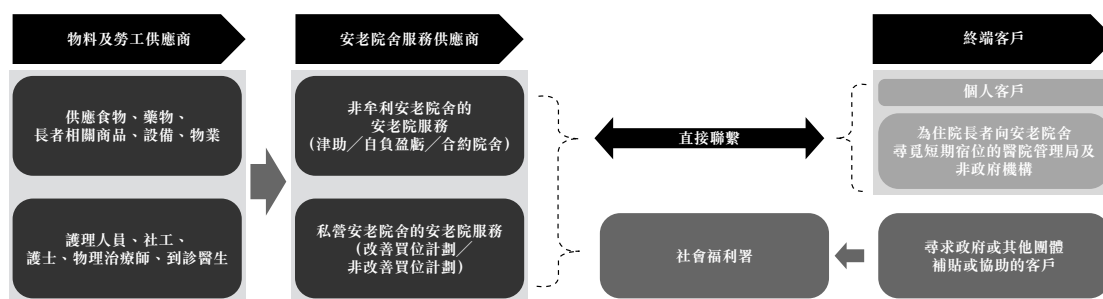 物料及勞工供應商
安老院舍服務供應商
終端客戶
供應食物、藥物、
長者相關商品、設備、物業
護理人員、社工、
護士、物理治療師、到診醫生
非牟利安老院舍的
安老院服務
(津助／自負盈虧／合約院舍)
私營安老院舍的安老院服務
(改善買位計劃／
非改善買位計劃)
直接聯繫
社會福利署
個人客戶
為住院長者向安老院舍
尋覓短期宿位的醫院管理局及
非政府機構
尋求政府或其他團體
補貼或協助的客戶